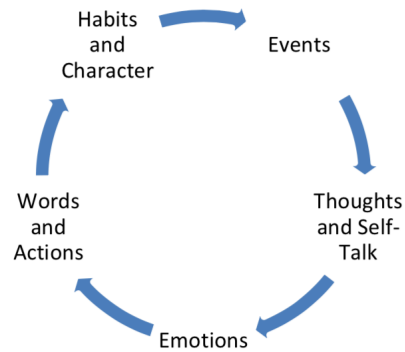 Habits
and
Character
Events
Thoughts
and Self-
Talk
Emotions
Words
and
Actions